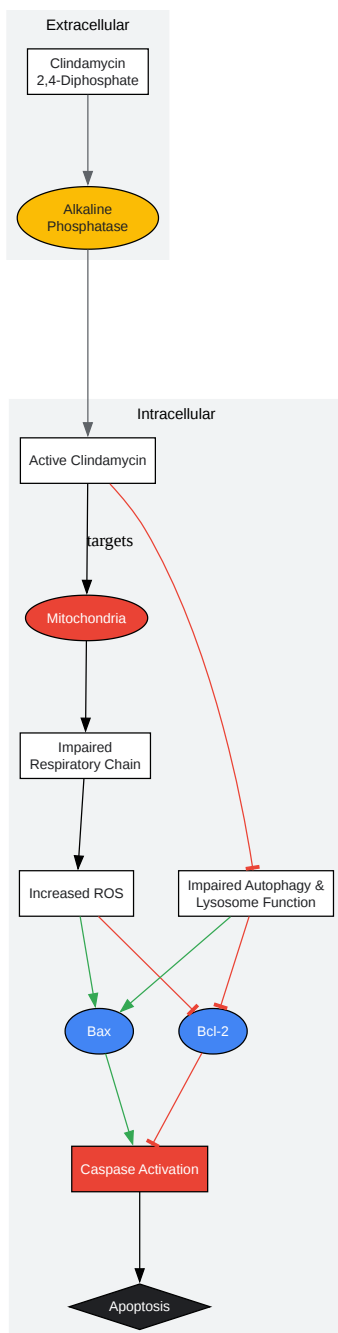 Extracellular
Clindamycin
2,4-Diphosphate
Alkaline
Phosphatase
Intracellular
Active Clindamycin
targets
Mitochondria
Impaired
Respiratory Chain
Increased ROS
Impaired Autophagy &
Lysosome Function
Bax
Bcl-2
Caspase Activation
Apoptosis